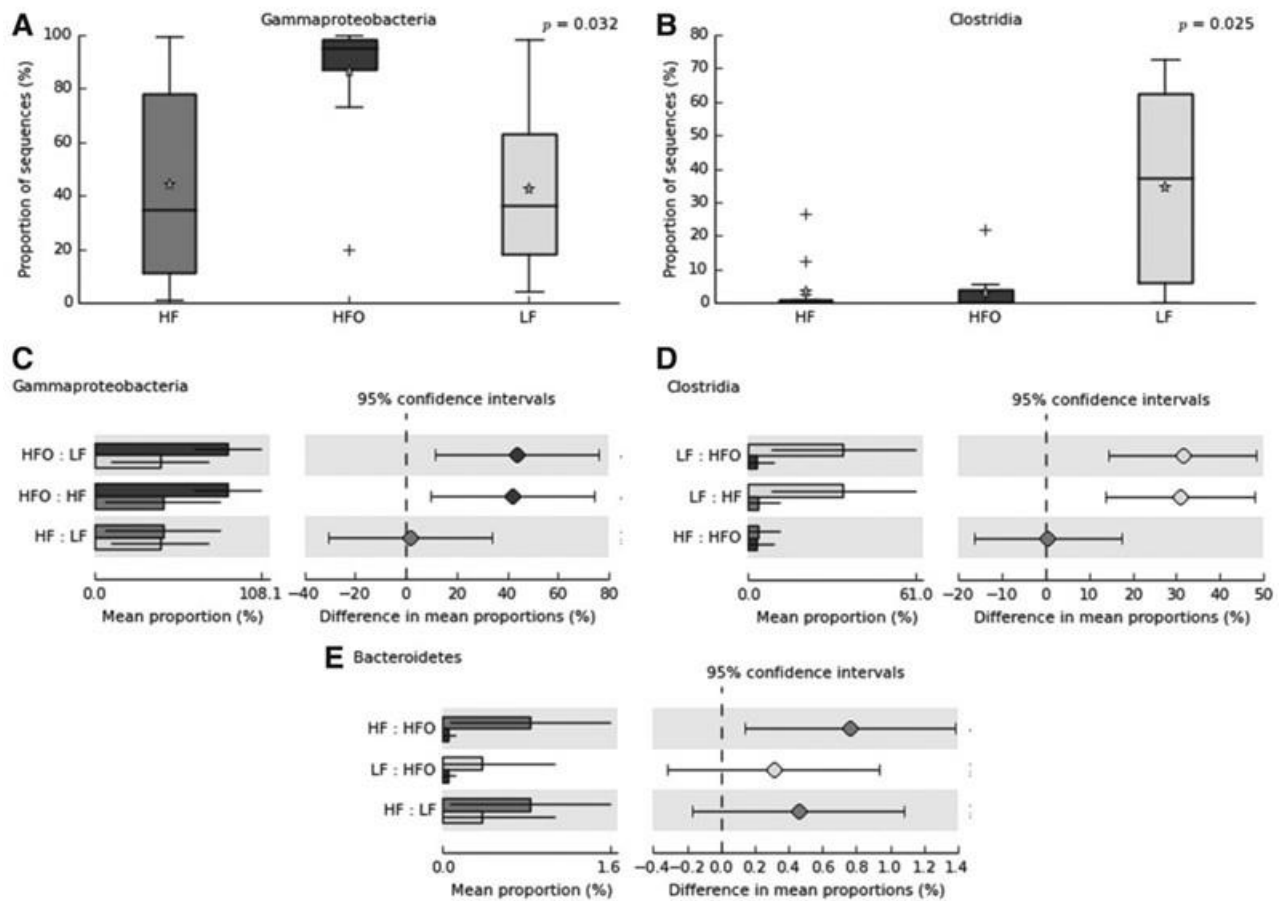 A Gammaproteobacteria p = 0.032
Proportion of sequences (%)
100
80
60
40
20
0
HF HFO LF
B Clostridia p = 0.025
Proportion of sequences (%)
80
70
60
50
40
30
20
10
0
HF HFO LF
C
Gammaproteobacteria
95% confidence intervals
HFO : LF
HFO : HF
HF : LF
0.0 108.1 −40 −20 0 20 40 60 80
Mean proportion (%) Difference in mean proportions (%)
D
Clostridia
95% confidence intervals
LF : HFO
LF : HF
HF : HFO
0.0 61.0 −20 −10 0 10 20 30 40 50
Mean proportion (%) Difference in mean proportions (%)
E Bacteroidetes
95% confidence intervals
HF : HFO
LF : HFO
HF : LF
0.0 1.6 −0.4 −0.2 0.0 0.2 0.4 0.6 0.8 1.0 1.2 1.4
Mean proportion (%) Difference in mean proportions (%)